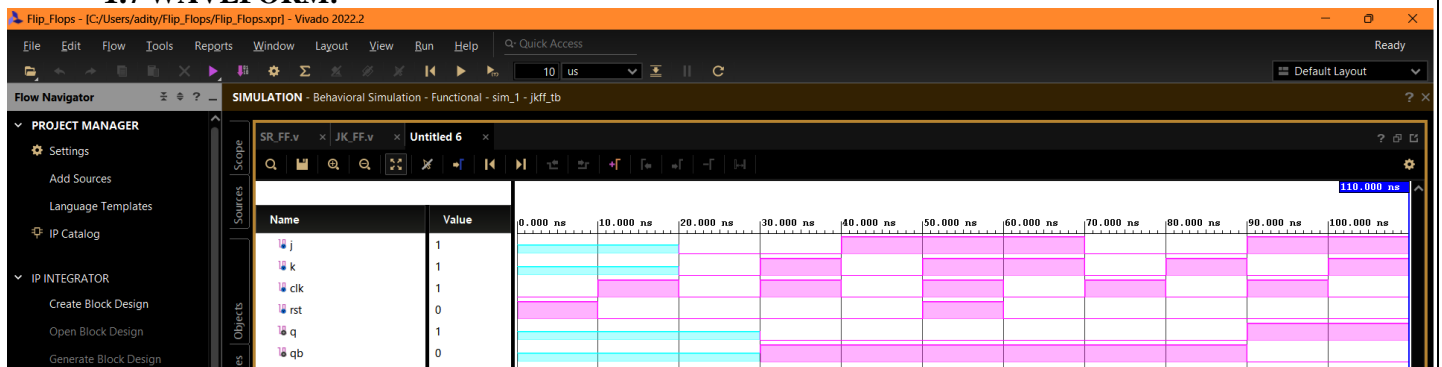 1.7 WAVEFORM:
Flip_Flops - [C:/Users/adity/Flip_Flops/Flip_Flops.xpr] - Vivado 2022.2
File Edit Flow Tools Reports Window Layout View Run Help Quick Access Ready
10 us Default Layout
Flow Navigator SIMULATION - Behavioral Simulation - Functional - sim_1 - jkff_tb
PROJECT MANAGER
Settings
Add Sources
Language Templates
IP Catalog
IP INTEGRATOR
Create Block Design
Open Block Design
Generate Block Design
Scope
Sources
Objects
SR_FF.v JK_FF.v Untitled 6
110.000 ns
Name Value 0.000 ns 10.000 ns 20.000 ns 30.000 ns 40.000 ns 50.000 ns 60.000 ns 70.000 ns 80.000 ns 90.000 ns 100.000 ns
j 1
k 1
clk 1
rst 0
q 1
qb 0